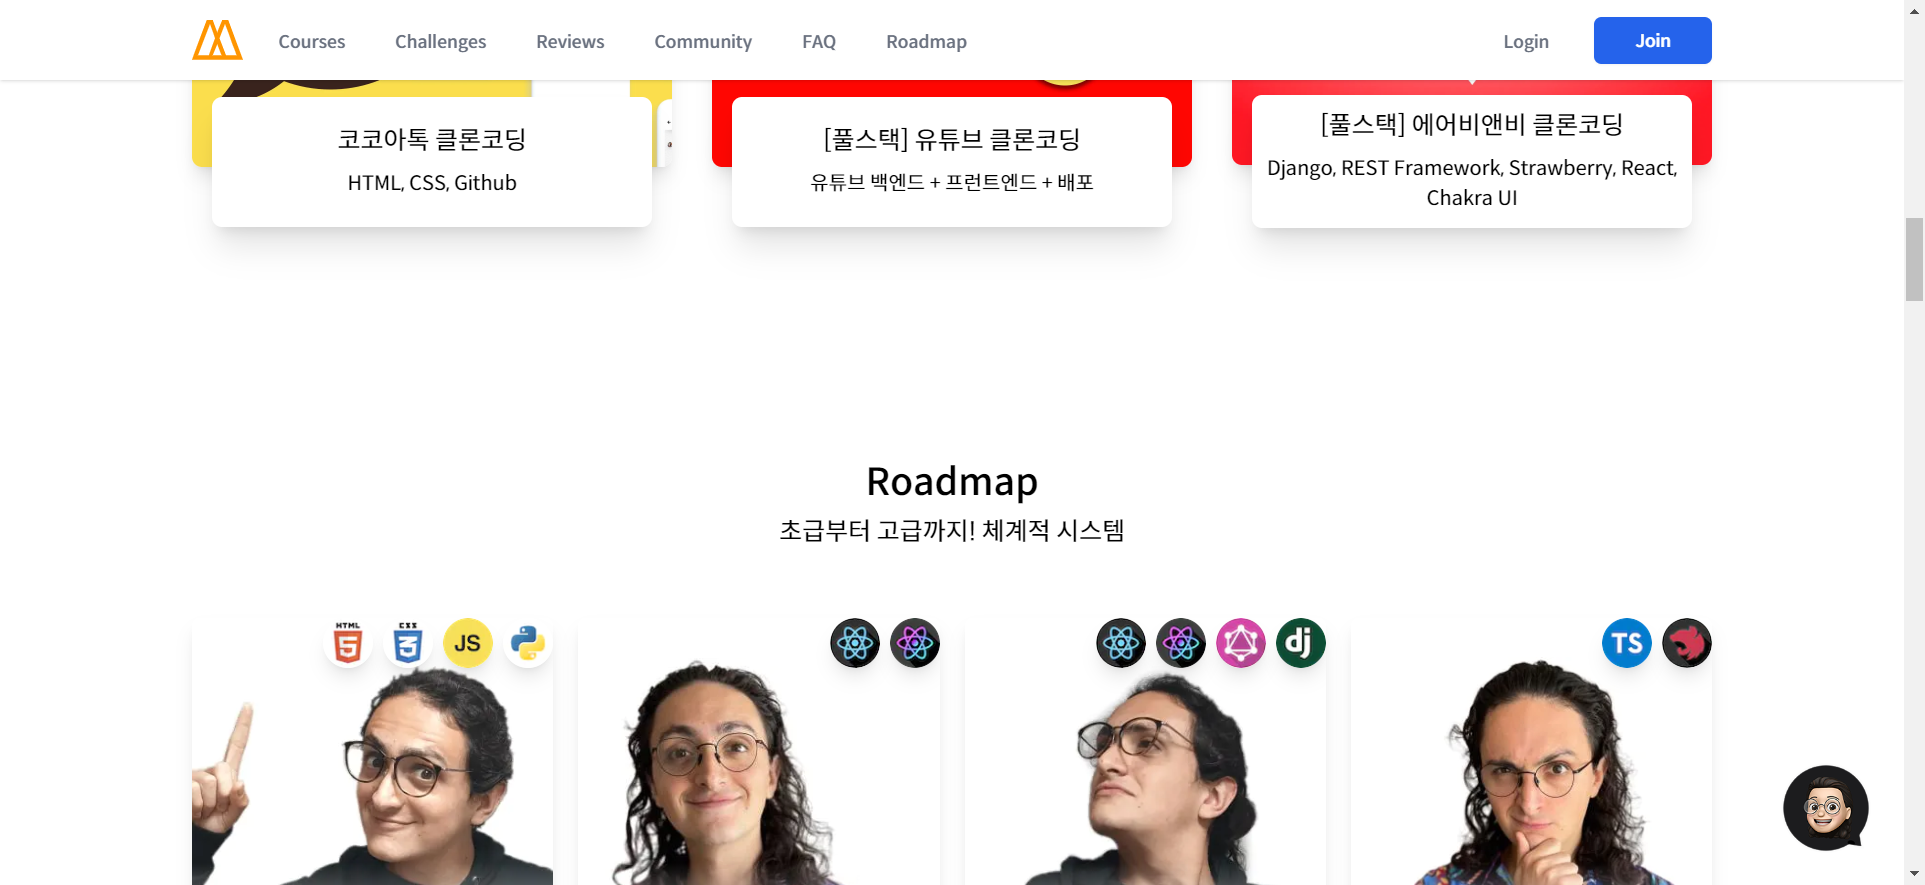 Courses
Challenges
Reviews
Community
FAQ
Roadmap
Login
Join
코코아톡 클론코딩
HTML, CSS, Github
[풀스택] 유튜브 클론코딩
유튜브 백엔드 + 프런트엔드 + 배포
[풀스택] 에어비앤비 클론코딩
Django, REST Framework, Strawberry, React,
Chakra UI
Roadmap
초급부터 고급까지! 체계적 시스템
HTML
5
CSS
3
JS
dj
TS